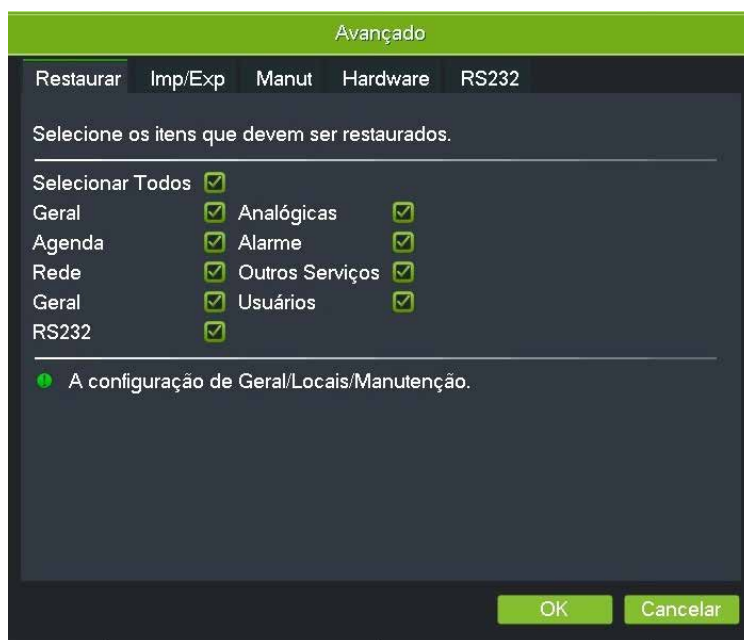 Avançado
Restaurar Imp/Exp Manut Hardware RS232
Selecione os itens que devem ser restaurados.
Selecionar Todos
Geral Analógicas
Agenda Alarme
Rede Outros Serviços
Geral Usuários
RS232
A configuração de Geral/Locais/Manutenção.
OK Cancelar